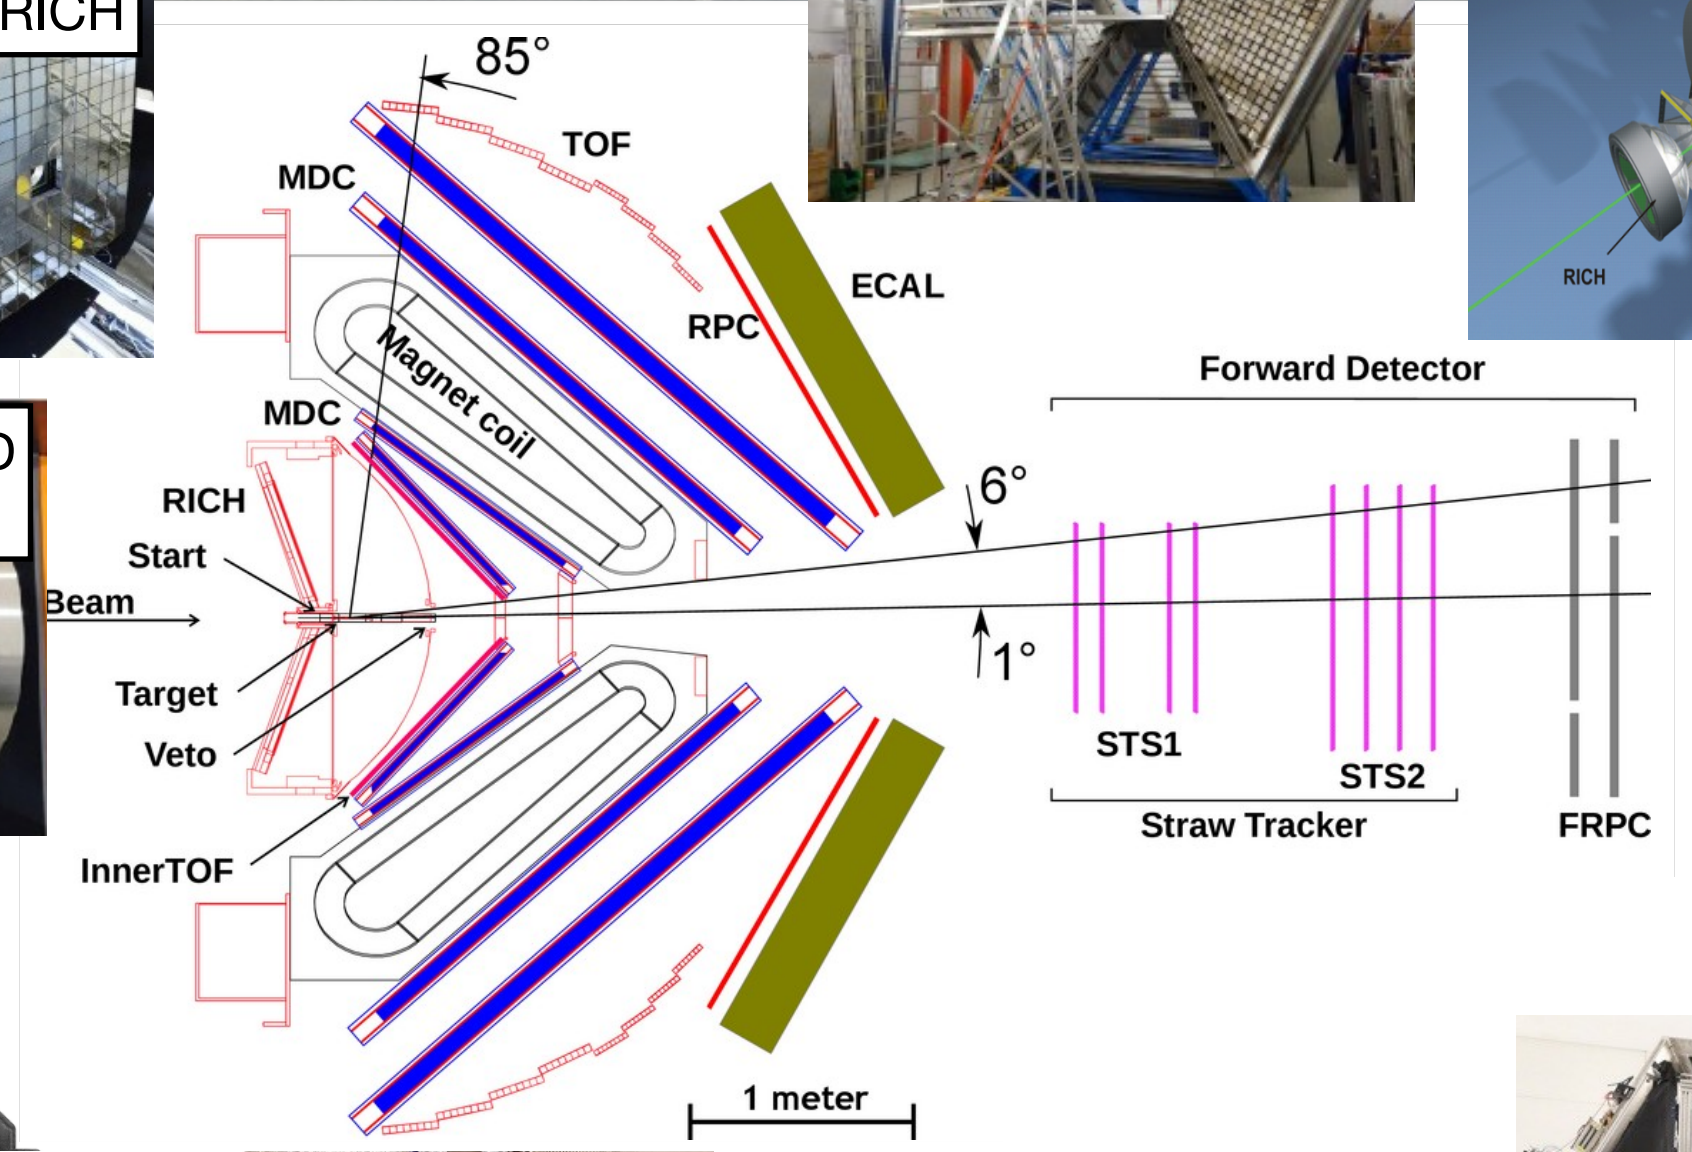 RICH
85°
TOF
MDC
ECAL
RPC
RICH
Magnet coil
Forward Detector
MDC
6°
RICH
Start
Beam
1°
Target
STS1
Veto
STS2
Straw Tracker
FRPC
InnerTOF
1 meter